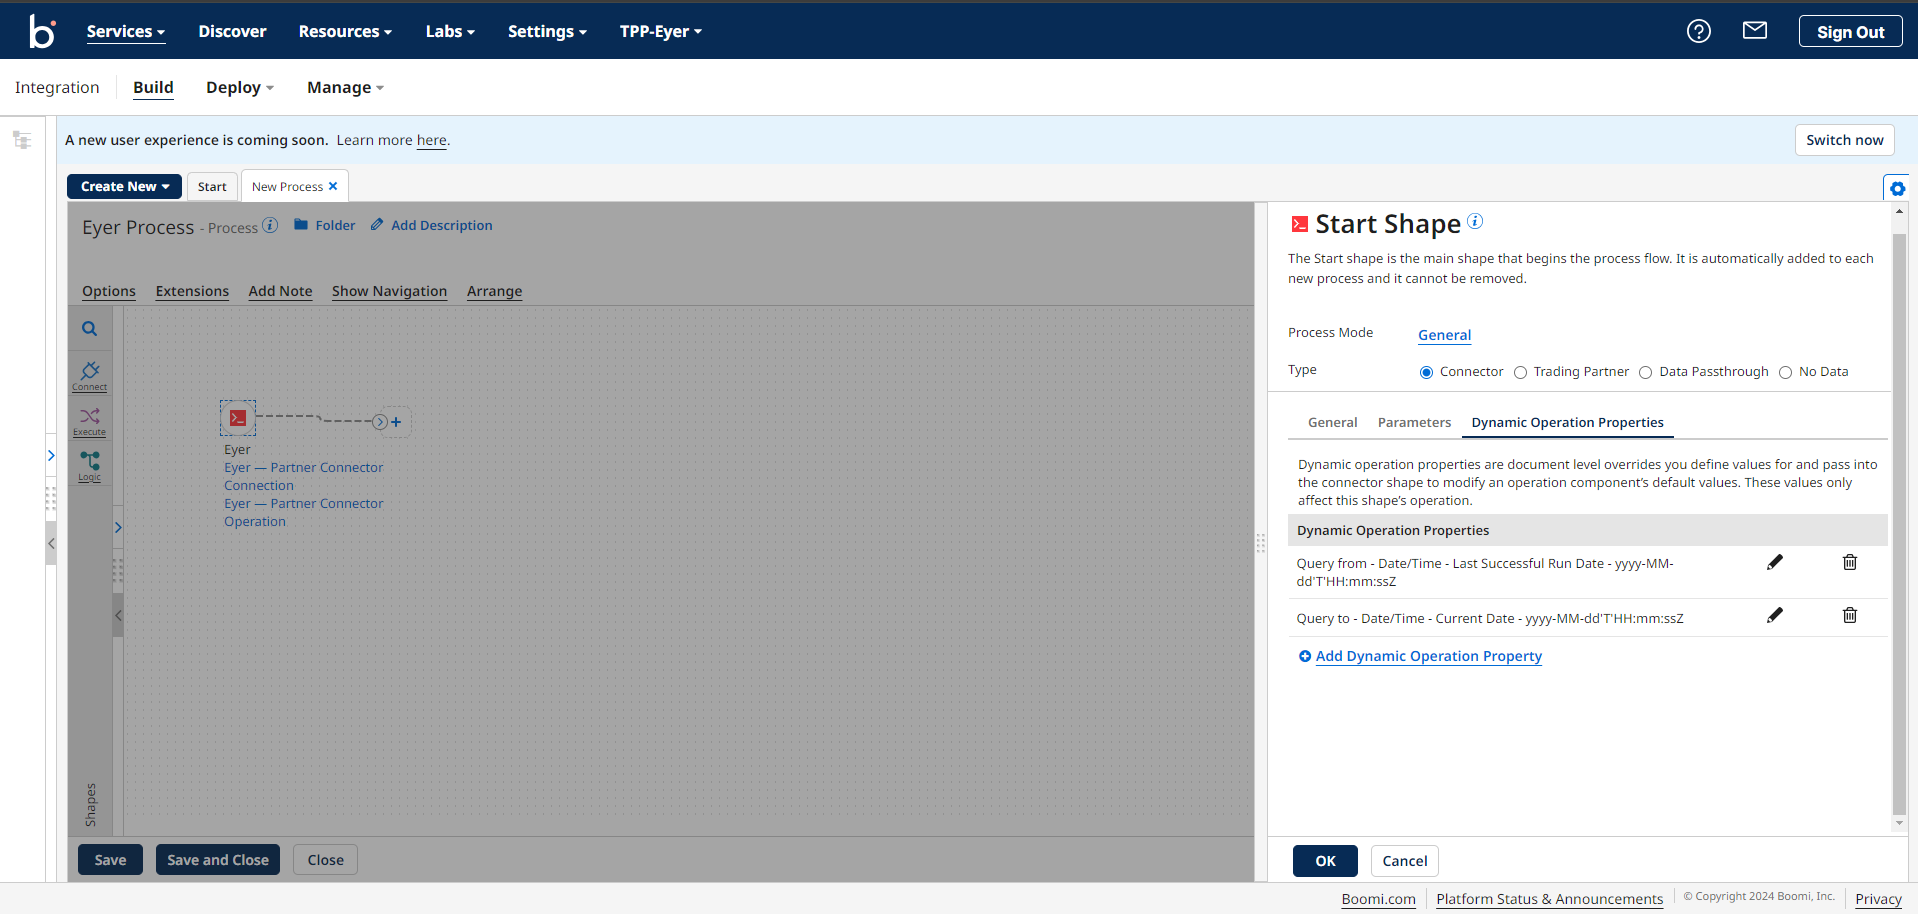 b
Services Discover Resources Labs Settings TPP-Eyer Sign Out
Integration Build Deploy Manage
A new user experience is coming soon. Learn more here. Switch now
Create New Start New Process
Eyer Process - Process Folder Add Description
Options Extensions Add Note Show Navigation Arrange
Connect
Execute
Logic
Shapes
Eyer
Eyer — Partner Connector
Connection
Eyer — Partner Connector
Operation
Save Save and Close Close
Start Shape
The Start shape is the main shape that begins the process flow. It is automatically added to each
new process and it cannot be removed.
Process Mode General
Type Connector Trading Partner Data Passthrough No Data
General Parameters Dynamic Operation Properties
Dynamic operation properties are document level overrides you define values for and pass into
the connector shape to modify an operation component's default values. These values only
affect this shape's operation.
Dynamic Operation Properties
Query from - Date/Time - Last Successful Run Date - yyyy-MM-
dd'T'HH:mm:ssZ
Query to - Date/Time - Current Date - yyyy-MM-dd'T'HH:mm:ssZ
Add Dynamic Operation Property
OK Cancel
Boomi.com Platform Status & Announcements © Copyright 2024 Boomi, Inc. Privacy